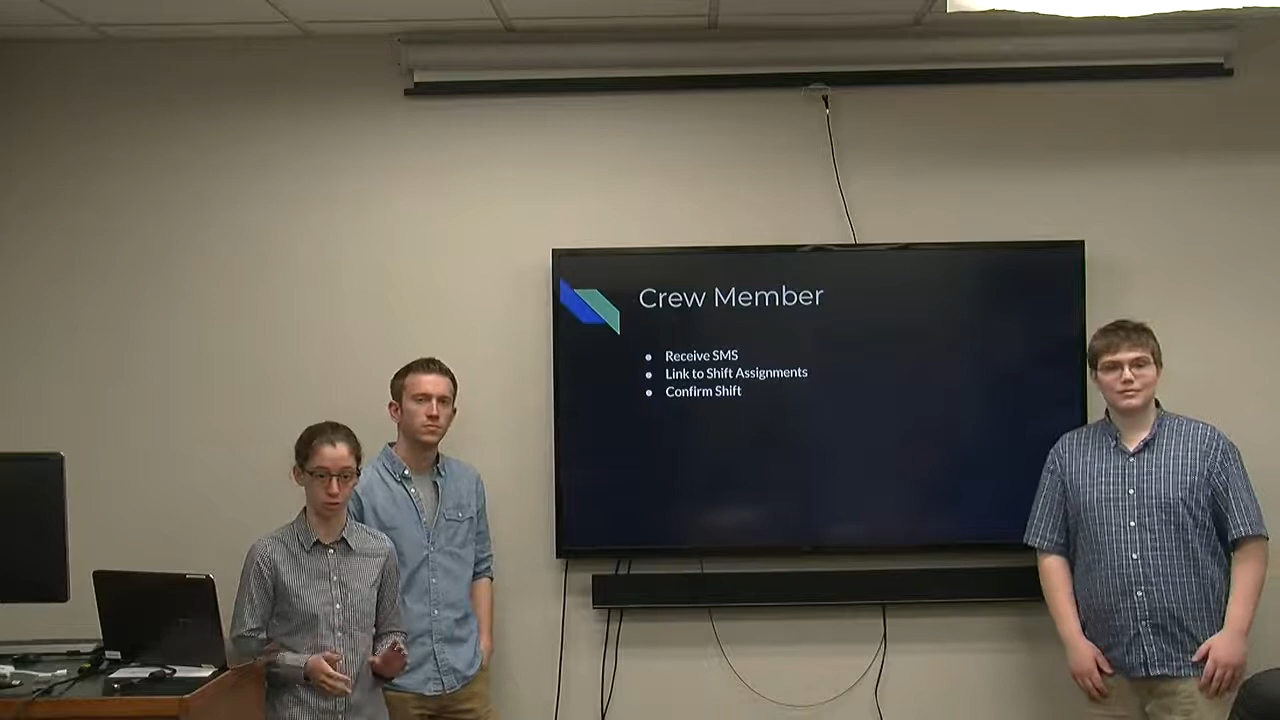 Crew Member
● Receive SMS
● Link to Shift Assignments
● Confirm Shift